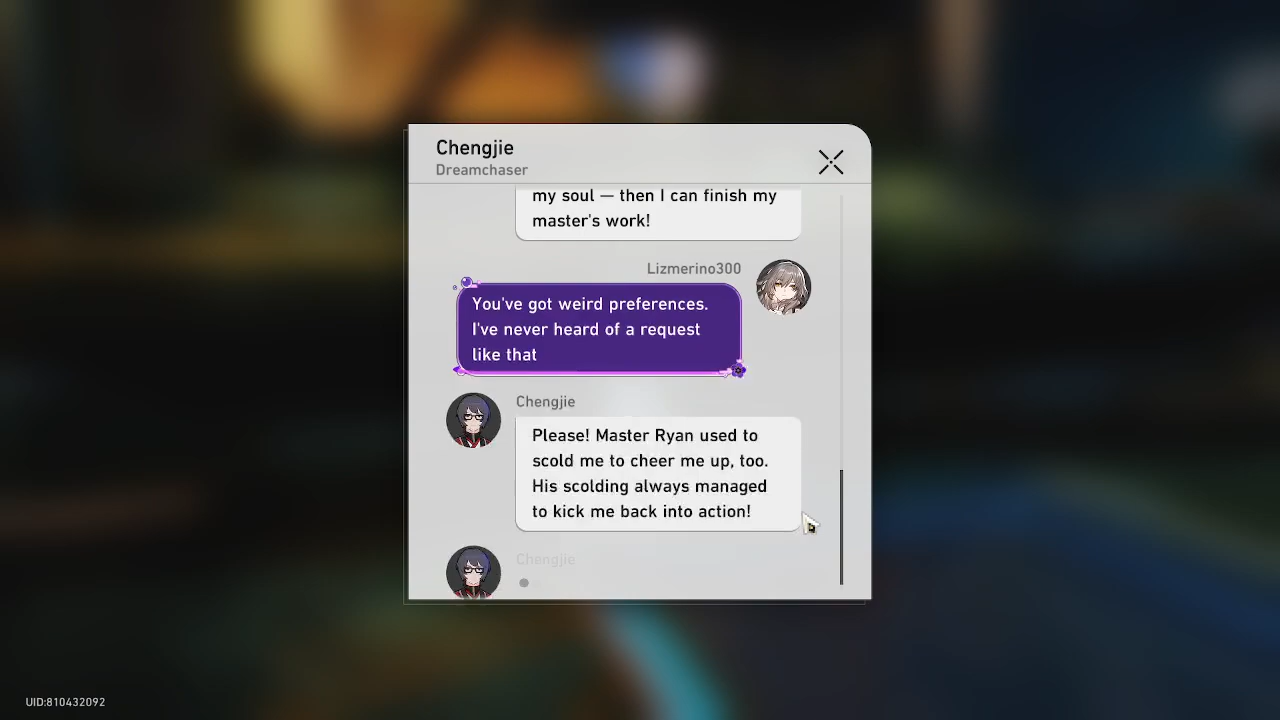 Chengjie
Dreamchaser
my soul — then I can finish my
master's work!
Lizmerino300
You've got weird preferences.
I've never heard of a request
like that
Chengjie
Please! Master Ryan used to
scold me to cheer me up, too.
His scolding always managed
to kick me back into action!
Chengjie
UID:810432092